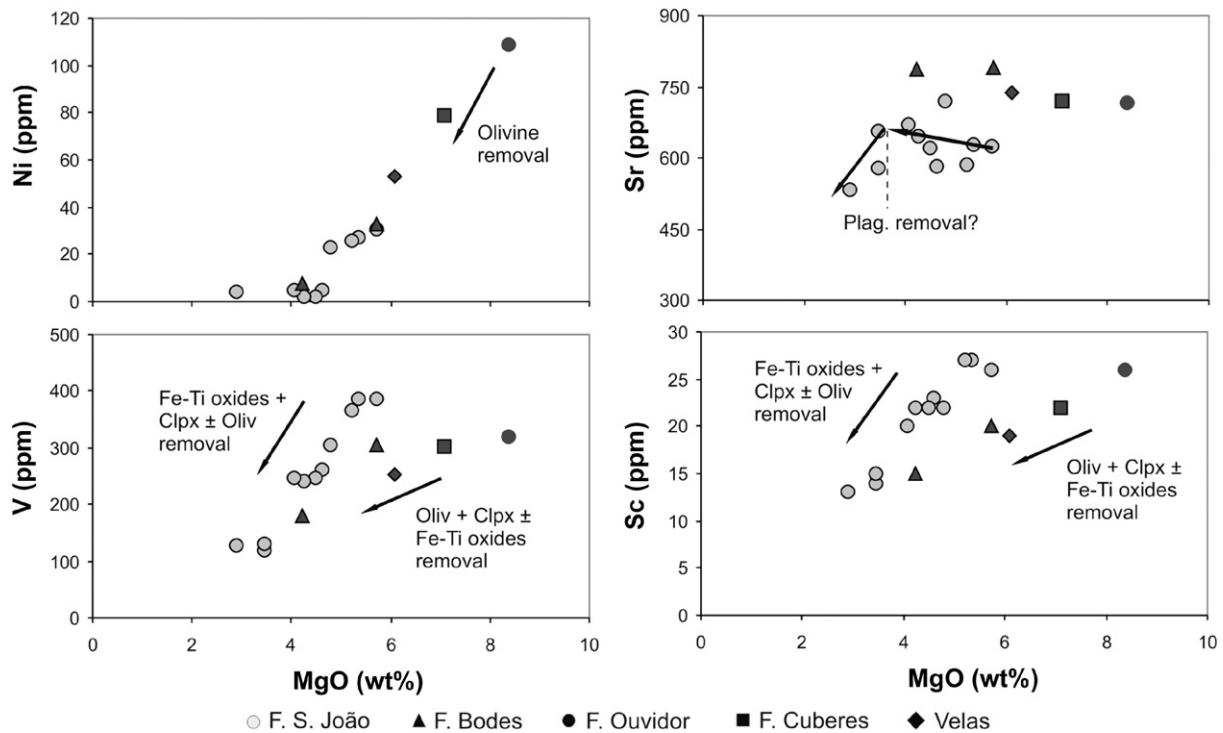 120
100
80
60
40
20
0
Ni (ppm)
Olivine
removal
900
750
600
450
300
Sr (ppm)
Plag. removal?
500
400
300
200
100
0
V (ppm)
Fe-Ti oxides +
Clpx ± Oliv
removal
Oliv + Clpx ±
Fe-Ti oxides
removal
0 2 4 6 8 10
MgO (wt%)
30
25
20
15
10
5
0
Sc (ppm)
Fe-Ti oxides +
Clpx ± Oliv
removal
Oliv + Clpx ±
Fe-Ti oxides
removal
0 2 4 6 8 10
MgO (wt%)
F. S. João F. Bodes F. Ouvidor F. Cuberes Velas